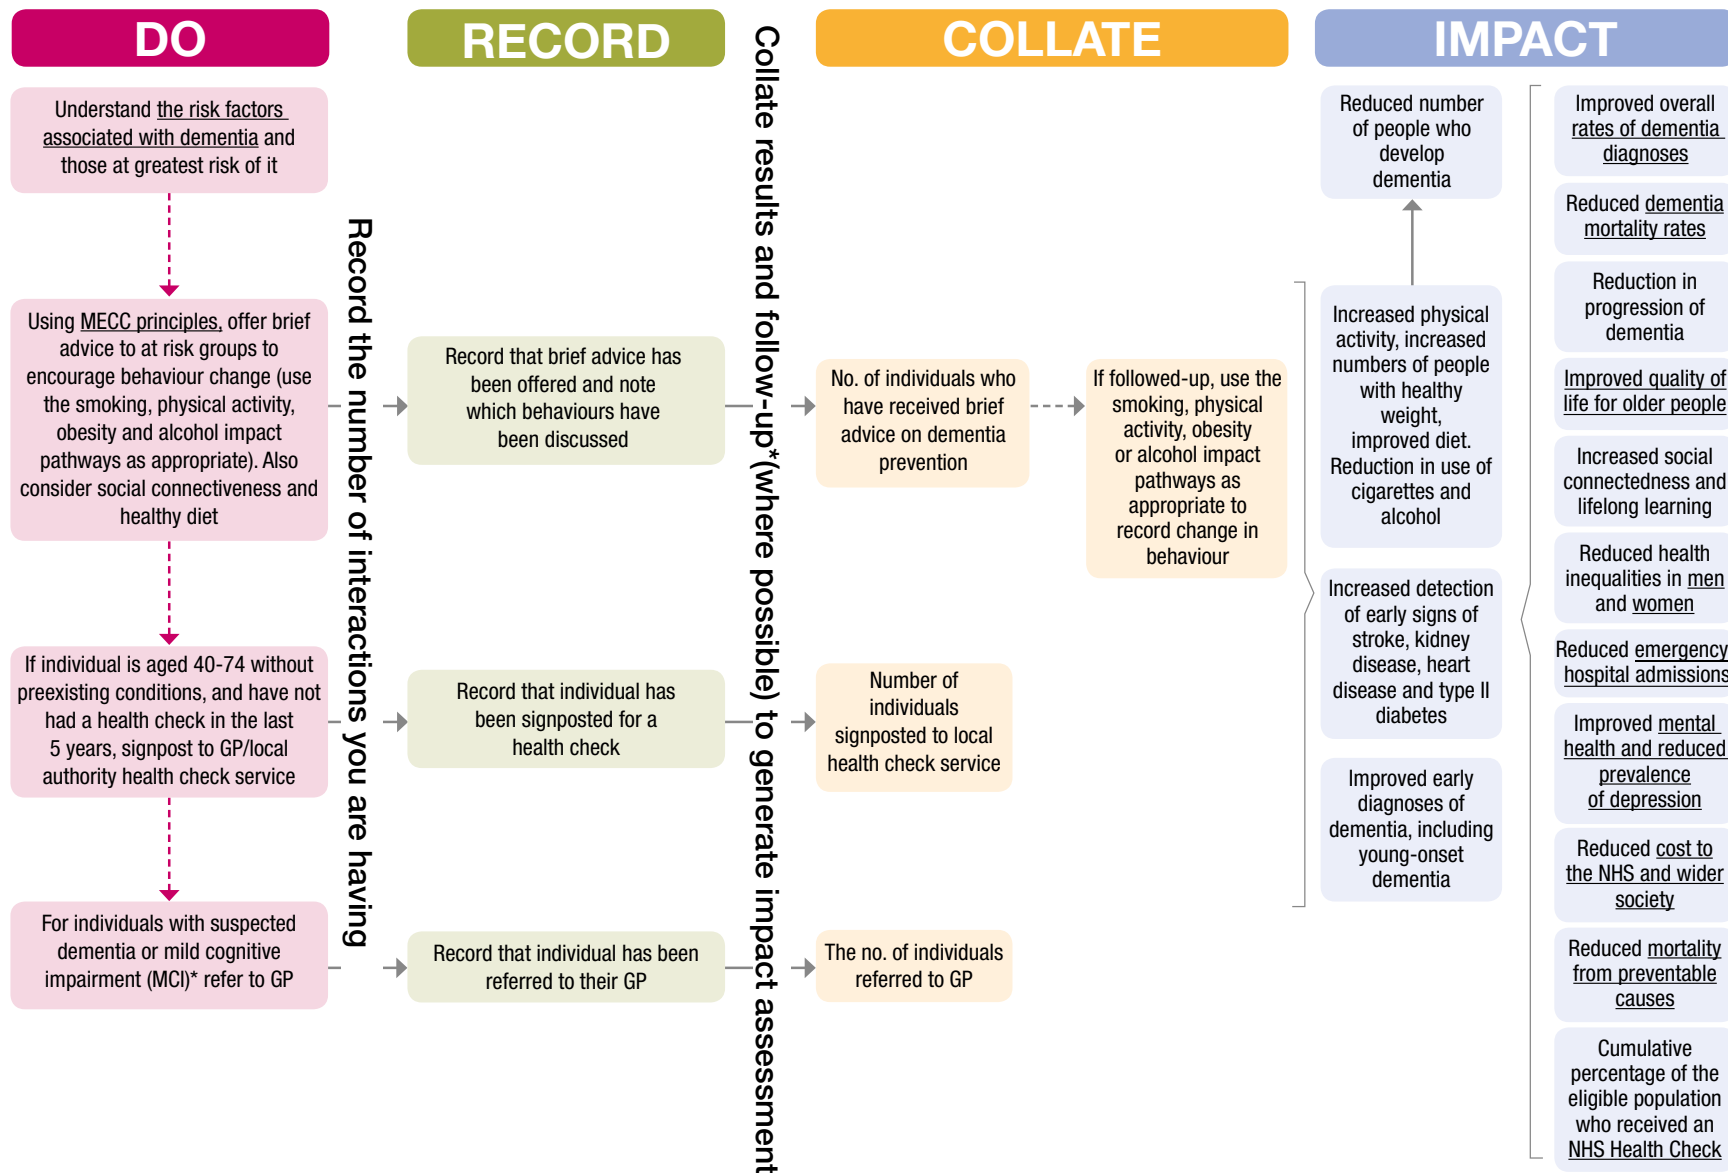 DO
Understand the risk factors
associated with dementia and
those at greatest risk of it
Using MECC principles, offer brief
advice to at risk groups to
encourage behaviour change (use
the smoking, physical activity,
obesity and alcohol impact
pathways as appropriate). Also
consider social connectiveness and
healthy diet
If individual is aged 40-74 without
preexisting conditions, and have not
had a health check in the last
5 years, signpost to GP/local
authority health check service
For individuals with suspected
dementia or mild cognitive
impairment (MCI)* refer to GP
Record the number of interactions you are having
RECORD
Record that brief advice has
been offered and note
which behaviours have
been discussed
Record that individual has
been signposted for a
health check
Record that individual has been
referred to their GP
Collate results and follow-up*(where possible) to generate impact assessment
COLLATE
No. of individuals who
have received brief
advice on dementia
prevention
If followed-up, use the
smoking, physical
activity, obesity
or alcohol impact
pathways as
appropriate to
record change in
behaviour
Number of
individuals
signposted to local
health check service
The no. of individuals
referred to GP
IMPACT
Reduced number
of people who
develop
dementia
Increased physical
activity, increased
numbers of people
with healthy
weight,
improved diet.
Reduction in use of
cigarettes and
alcohol
Increased detection
of early signs of
stroke, kidney
disease, heart
disease and type II
diabetes
Improved early
diagnoses of
dementia, including
young-onset
dementia
Improved overall
rates of dementia
diagnoses
Reduced dementia
mortality rates
Reduction in
progression of
dementia
Improved quality of
life for older people
Increased social
connectedness and
lifelong learning
Reduced health
inequalities in men
and women
Reduced emergency
hospital admissions
Improved mental
health and reduced
prevalence
of depression
Reduced cost to
the NHS and wider
society
Reduced mortality
from preventable
causes
Cumulative
percentage of the
eligible population
who received an
NHS Health Check